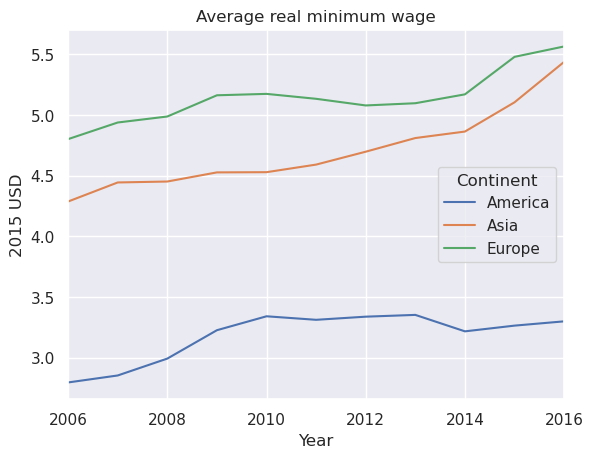 Average real minimum wage
5.5
5.0
4.5
4.0
3.5
3.0
2015 USD
Continent
America
Asia
Europe
2006 2008 2010 2012 2014 2016
Year